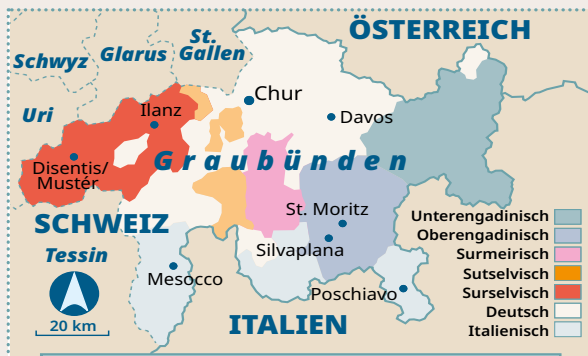 ÖSTERREICH
St.
Gallen
Glarus
Schwyz
Uri
Chur
Ilanz
Davos
Graubünden
Disentis/
Mustér
SCHWEIZ
Tessin
St. Moritz
Silvaplana
Mesocco
Poschiavo
ITALIEN
20 km
Unterengadinisch
Oberengadinisch
Surmeirisch
Sutselvisch
Surselvisch
Deutsch
Italienisch